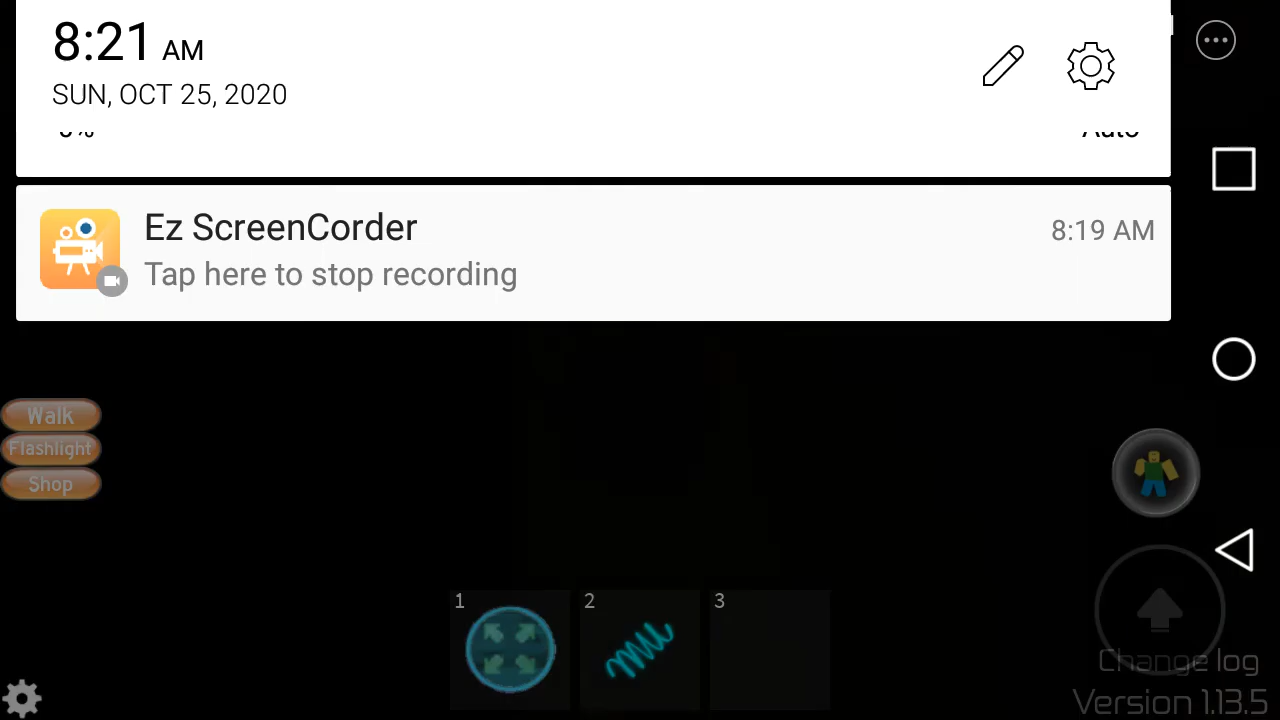 8:21 AM
SUN, OCT 25, 2020
Auto
Ez ScreenCorder
8:19 AM
Tap here to stop recording
Walk
Flashlight
Shop
1
2
3
Change log
Version 1.13.5